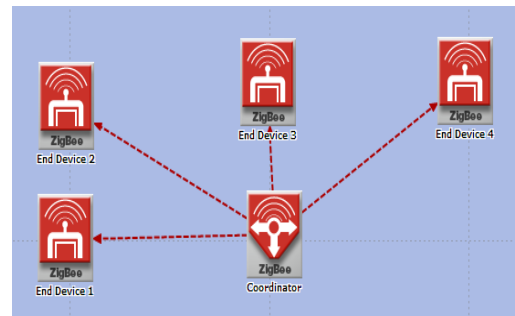 ZigBee
End Device 2
ZigBee
End Device 3
ZigBee
End Device 4
ZigBee
End Device 1
ZigBee
Coordinator